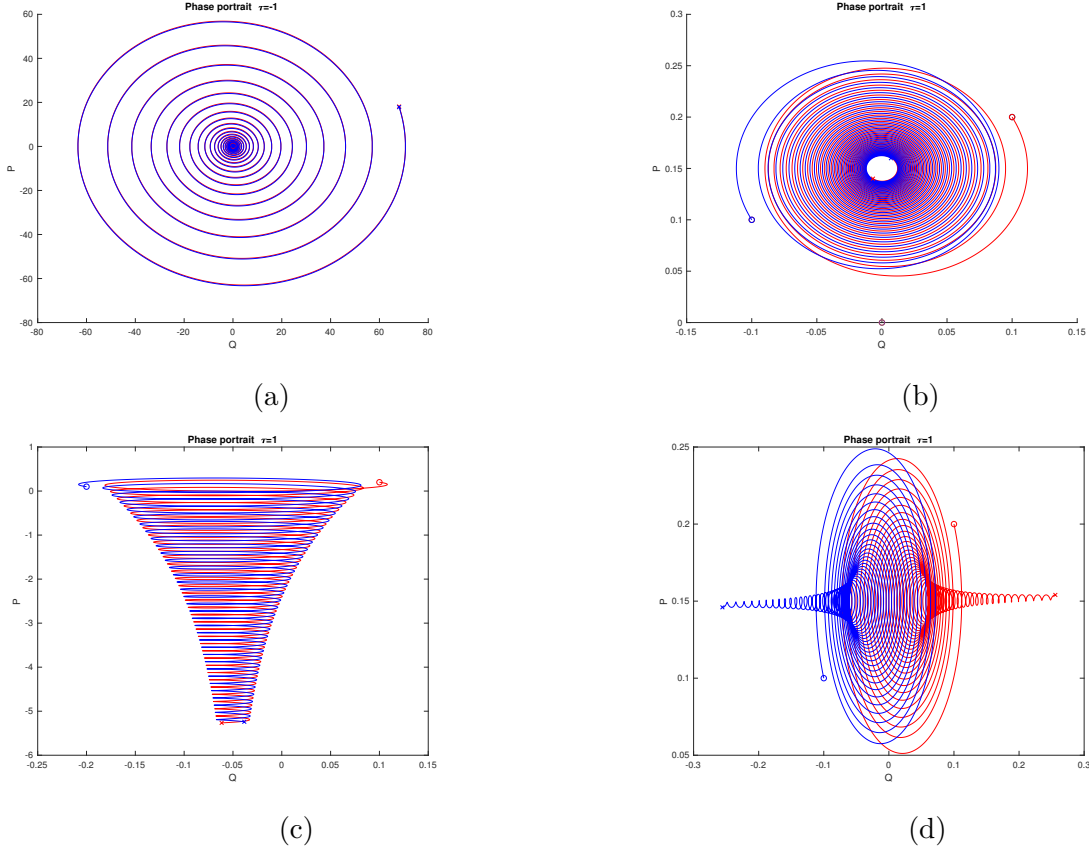 Phase portrait τ=-1
60
40
20
0
-20
-40
-60
-80
P
-80 -60 -40 -20 0 20 40 60 80
Q
(a)
Phase portrait τ=1
0.3
0.25
0.2
0.15
0.1
0.05
0
P
-0.15 -0.1 -0.05 0 0.05 0.1 0.15
Q
(b)
Phase portrait τ=1
1
0
-1
-2
-3
-4
-5
-6
P
-0.25 -0.2 -0.15 -0.1 -0.05 0 0.05 0.1 0.15
Q
(c)
Phase portrait τ=1
0.25
0.2
0.15
0.1
0.05
P
-0.3 -0.2 -0.1 0 0.1 0.2 0.3
Q
(d)